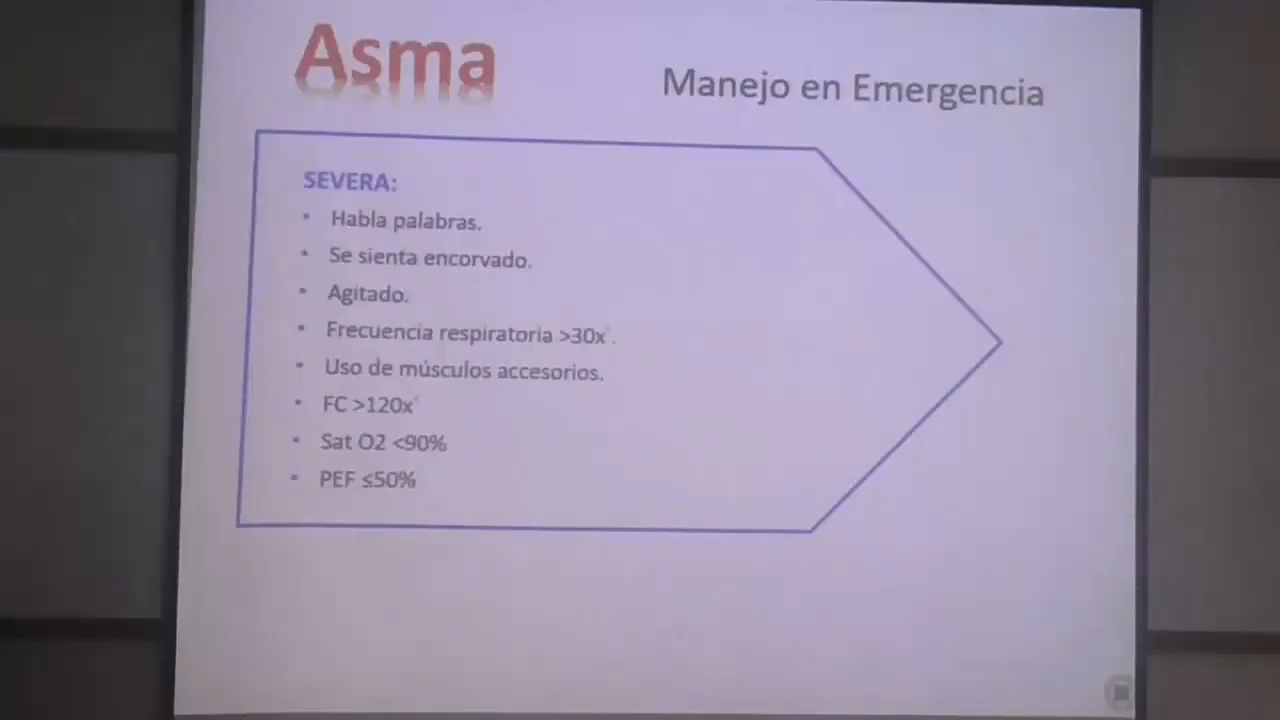 Asma
Manejo en Emergencia
SEVERA:
• Habla palabras.
• Se sienta encorvado.
• Agitado.
• Frecuencia respiratoria >30x´.
• Uso de músculos accesorios.
• FC >120x´
• Sat O2 <90%
• PEF ≤50%